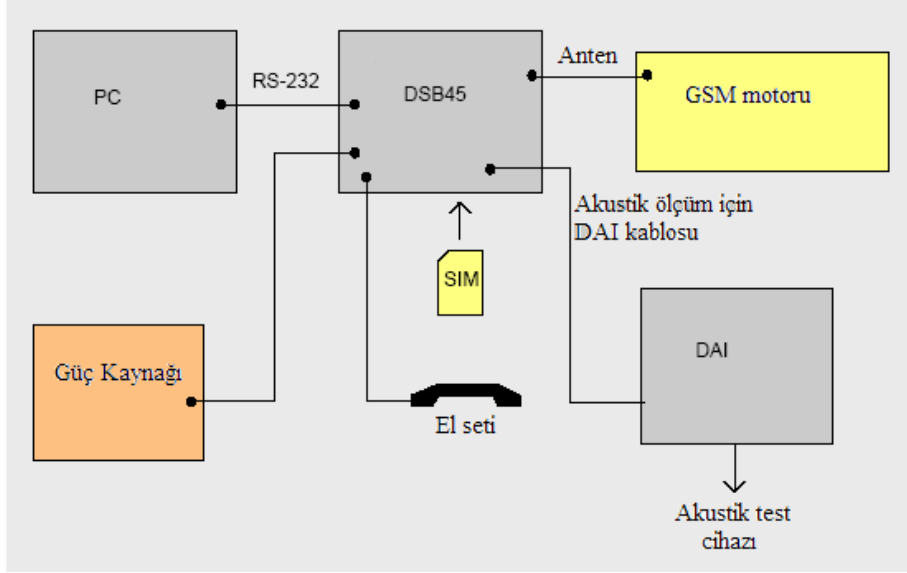 PC
RS-232
DSB45
Anten
GSM motoru
Akustik ölçüm için
DAI kablosu
SIM
Güç Kaynağı
El seti
DAI
Akustik test
cihazı